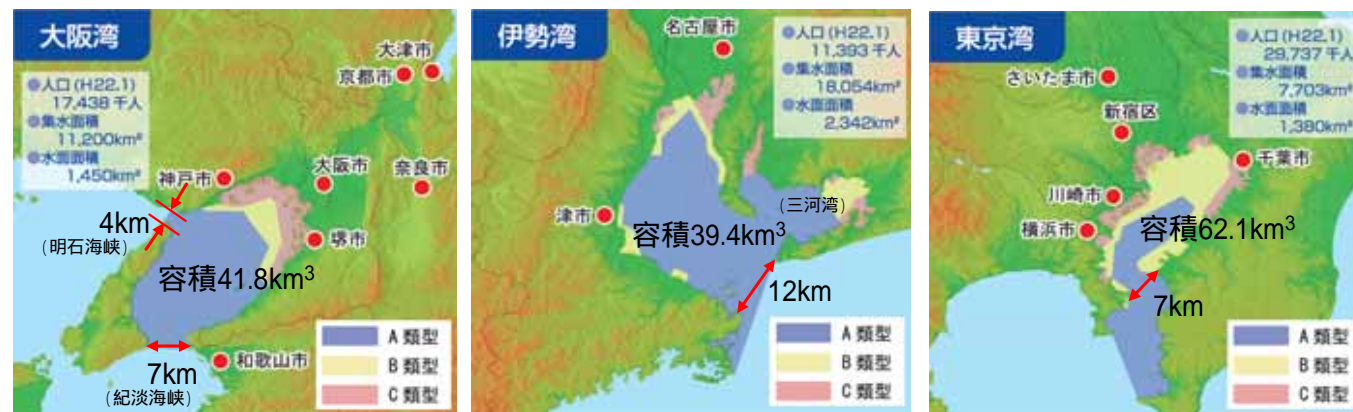 大阪湾
大津市
京都市
●人口(H22.1)
17,438 千人
●集水面積
11,200km²
●水面面積
1,450km²
神戸市
大阪市
奈良市
4km
(明石海峡)
堺市
容積41.8km³
和歌山市
7km
(紀淡海峡)
A 類型
B 類型
C 類型
伊勢湾
名古屋市
●人口(H22.1)
11,393 千人
●集水面積
18,054km²
●水面面積
2,342km²
津市
(三河湾)
容積39.4km³
12km
A 類型
B 類型
C 類型
東京湾
●人口(H22.1)
29,737 千人
●集水面積
7,703km²
●水面面積
1,380km²
さいたま市
新宿区
千葉市
川崎市
横浜市
容積62.1km³
7km
A 類型
B 類型
C 類型